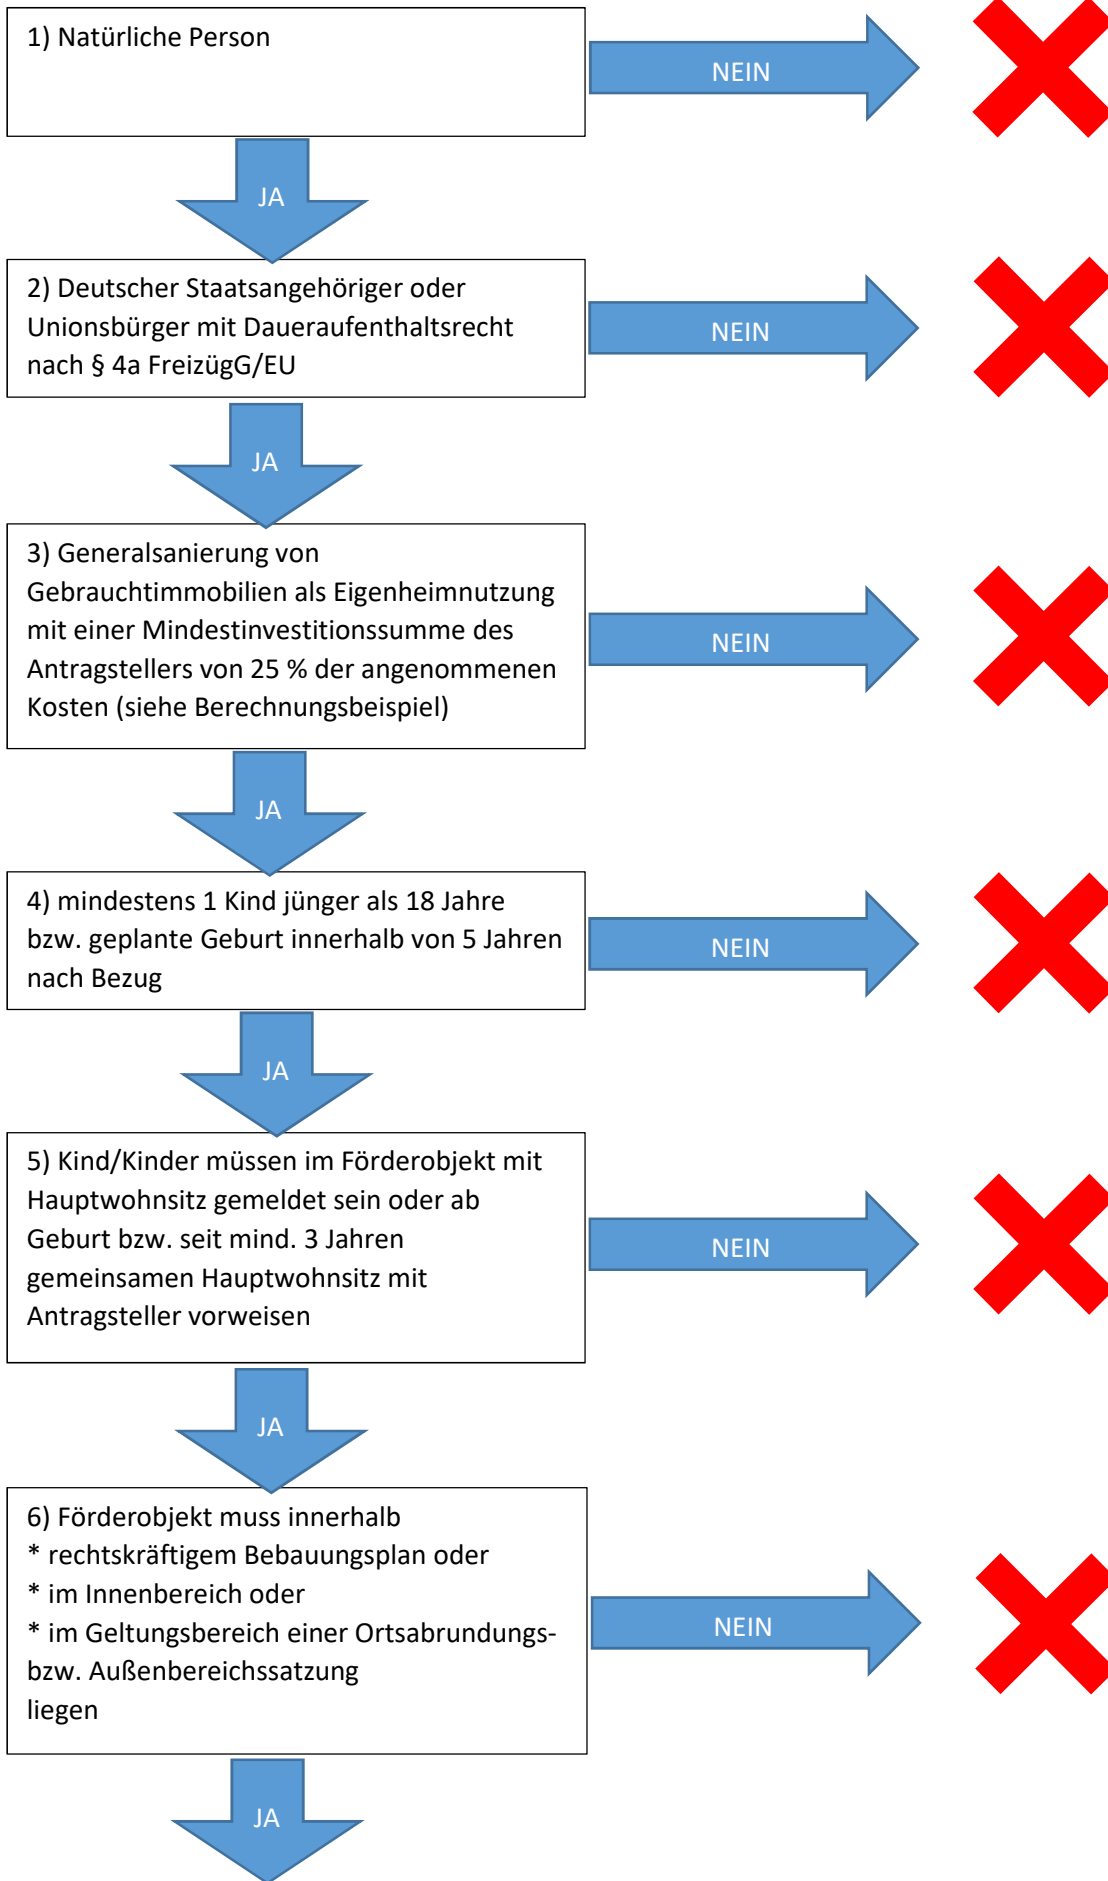 1) Natürliche Person
NEIN
JA
2) Deutscher Staatsangehöriger oder
Unionsbürger mit Daueraufenthaltsrecht
nach § 4a FreizügG/EU
NEIN
JA
3) Generalsanierung von
Gebrauchtimmobilien als Eigenheimnutzung
mit einer Mindestinvestitionssumme des
Antragstellers von 25 % der angenommenen
Kosten (siehe Berechnungsbeispiel)
NEIN
JA
4) mindestens 1 Kind jünger als 18 Jahre
bzw. geplante Geburt innerhalb von 5 Jahren
nach Bezug
NEIN
JA
5) Kind/Kinder müssen im Förderobjekt mit
Hauptwohnsitz gemeldet sein oder ab
Geburt bzw. seit mind. 3 Jahren
gemeinsamen Hauptwohnsitz mit
Antragsteller vorweisen
NEIN
JA
6) Förderobjekt muss innerhalb
* rechtskräftigem Bebauungsplan oder
* im Innenbereich oder
* im Geltungsbereich einer Ortsabrundungs-
bzw. Außenbereichssatzung
liegen
NEIN
JA